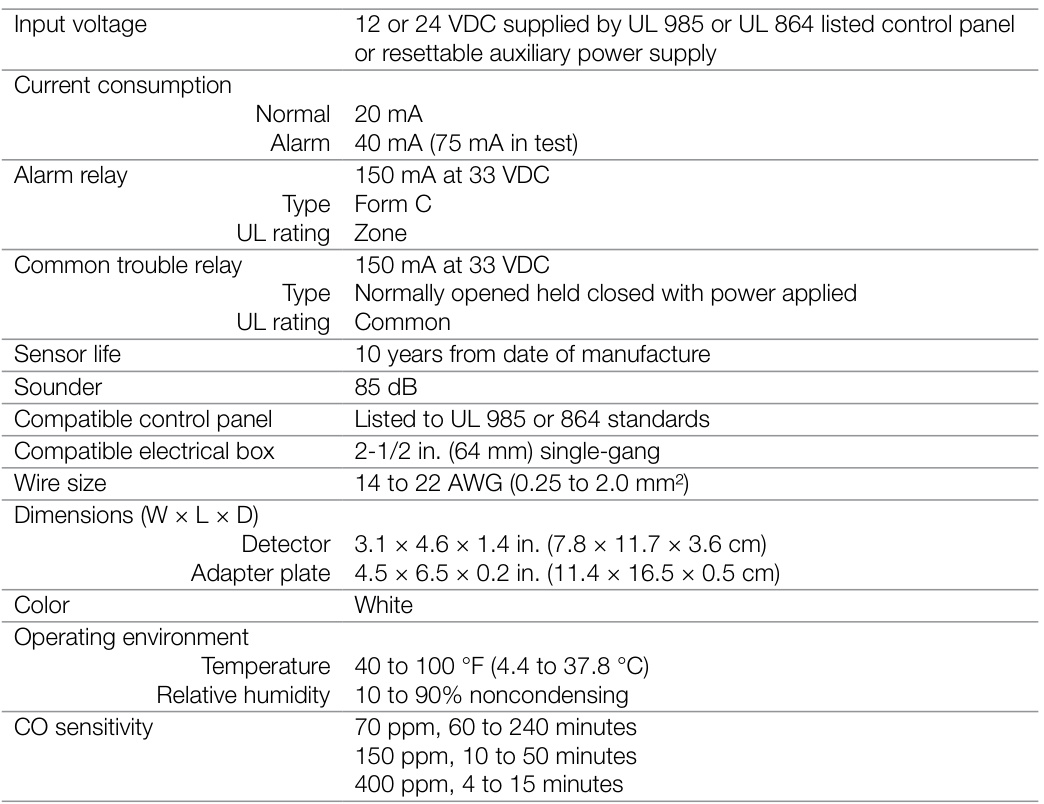 Input voltage 12 or 24 VDC supplied by UL 985 or UL 864 listed control panel
or resettable auxiliary power supply
Current consumption
Normal 20 mA
Alarm 40 mA (75 mA in test)
Alarm relay 150 mA at 33 VDC
Type Form C
UL rating Zone
Common trouble relay 150 mA at 33 VDC
Type Normally opened held closed with power applied
UL rating Common
Sensor life 10 years from date of manufacture
Sounder 85 dB
Compatible control panel Listed to UL 985 or 864 standards
Compatible electrical box 2-1/2 in. (64 mm) single-gang
Wire size 14 to 22 AWG (0.25 to 2.0 mm²)
Dimensions (W × L × D)
Detector 3.1 × 4.6 × 1.4 in. (7.8 × 11.7 × 3.6 cm)
Adapter plate 4.5 × 6.5 × 0.2 in. (11.4 × 16.5 × 0.5 cm)
Color White
Operating environment
Temperature 40 to 100 °F (4.4 to 37.8 °C)
Relative humidity 10 to 90% noncondensing
CO sensitivity 70 ppm, 60 to 240 minutes
150 ppm, 10 to 50 minutes
400 ppm, 4 to 15 minutes